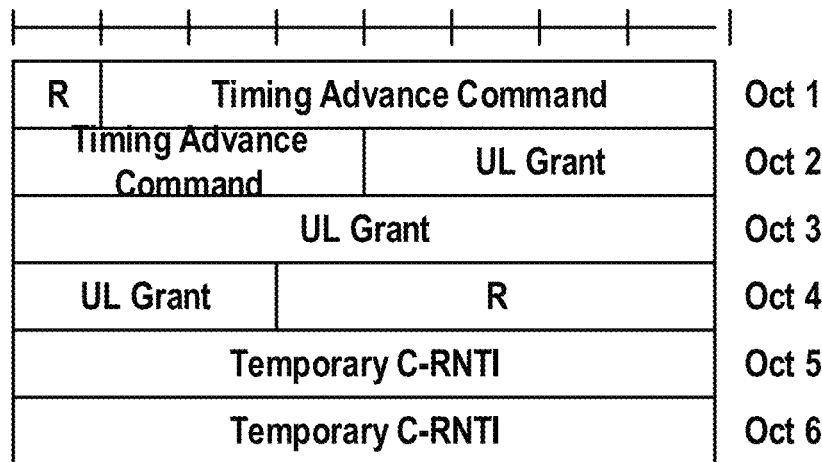 R Timing Advance Command Oct 1
Timing Advance
Command UL Grant Oct 2
UL Grant Oct 3
UL Grant R Oct 4
Temporary C-RNTI Oct 5
Temporary C-RNTI Oct 6